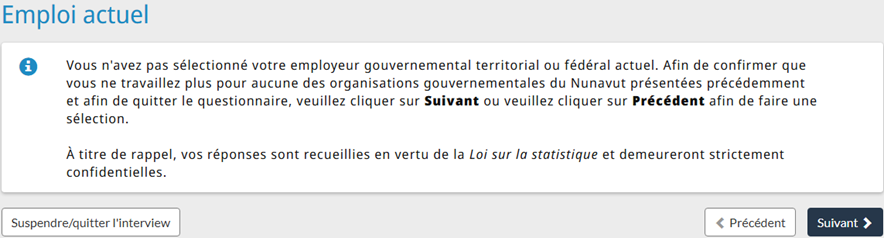 Emploi actuel
Vous n'avez pas sélectionné votre employeur gouvernemental territorial ou fédéral actuel. Afin de confirmer que
vous ne travaillez plus pour aucune des organisations gouvernementales du Nunavut présentées précédemment
et afin de quitter le questionnaire, veuillez cliquer sur Suivant ou veuillez cliquer sur Précédent afin de faire une
sélection.
À titre de rappel, vos réponses sont recueillies en vertu de la Loi sur la statistique et demeureront strictement
confidentielles.
Suspendre/quitter l'interview
Précédent
Suivant